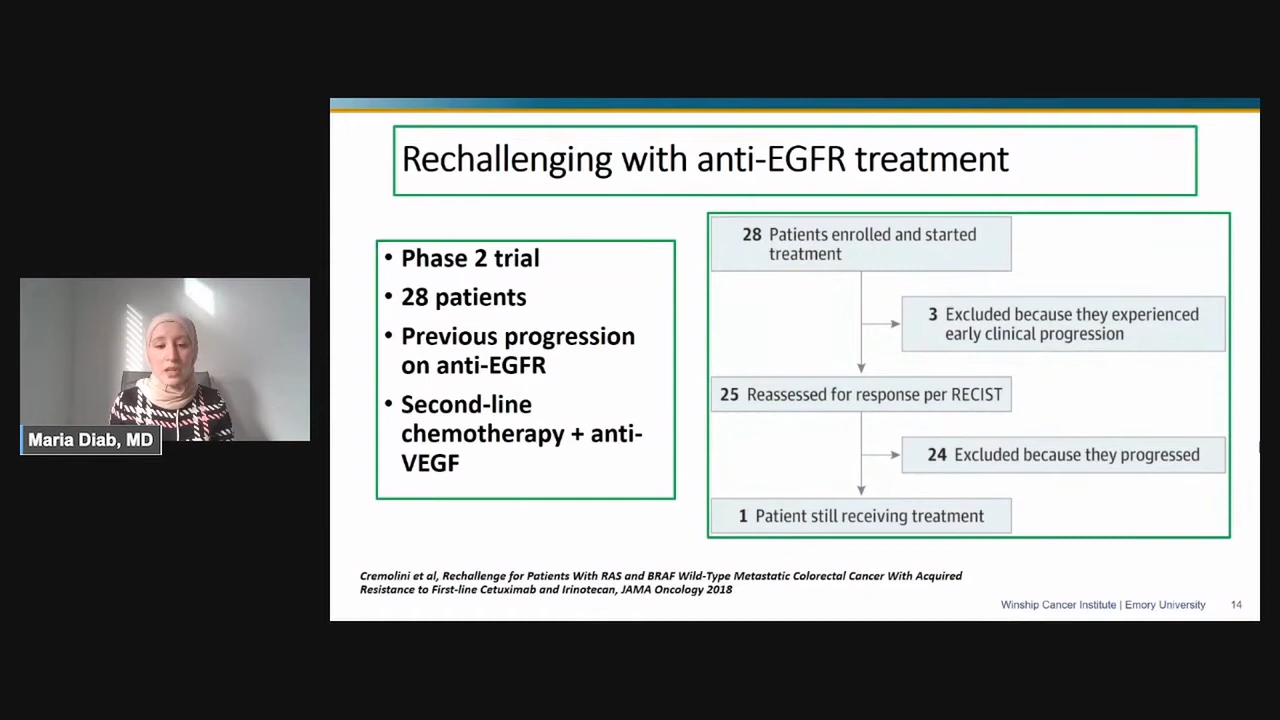 Rechallenging with anti-EGFR treatment
• Phase 2 trial
• 28 patients
• Previous progression
on anti-EGFR
• Second-line
chemotherapy + anti-
VEGF
28 Patients enrolled and started
treatment
3 Excluded because they experienced
early clinical progression
25 Reassessed for response per RECIST
24 Excluded because they progressed
1 Patient still receiving treatment
Maria Diab, MD
Cremolini et al, Rechallenge for Patients With RAS and BRAF Wild-Type Metastatic Colorectal Cancer With Acquired
Resistance to First-line Cetuximab and Irinotecan, JAMA Oncology 2018
Winship Cancer Institute | Emory University 14